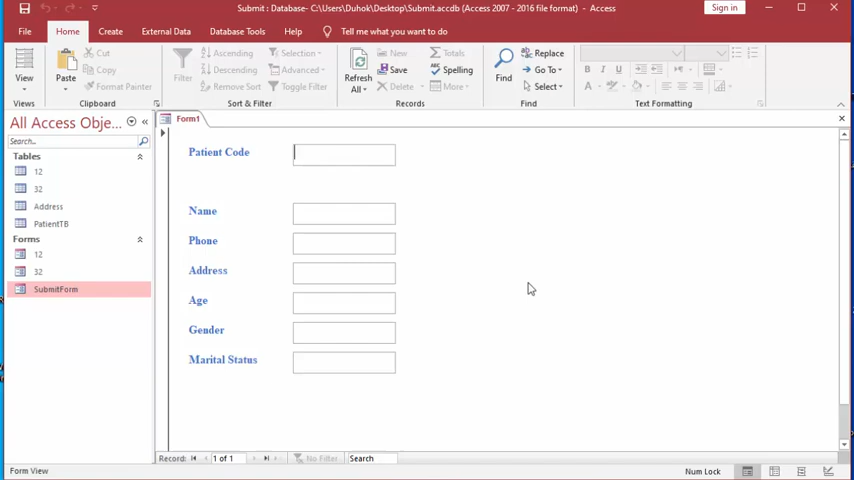 Submit : Database- C:\Users\Duhok\Desktop\Submit.accdb (Access 2007 - 2016 file format) - Access
Sign in
File
Home
Create
External Data
Database Tools
Help
Tell me what you want to do
View
Views
Paste
Cut
Copy
Format Painter
Clipboard
Filter
Ascending
Descending
Remove Sort
Selection
Advanced
Toggle Filter
Sort & Filter
Refresh
All
New
Save
Delete
Totals
Spelling
More
Records
Find
Replace
Go To
Select
Find
B I U
A
Text Formatting
All Access Obje...
Search...
Tables
12
32
Address
PatientTB
Forms
12
32
SubmitForm
Form1
Patient Code
Name
Phone
Address
Age
Gender
Marital Status
Record:
1 of 1
No Filter
Search
Form View
Num Lock